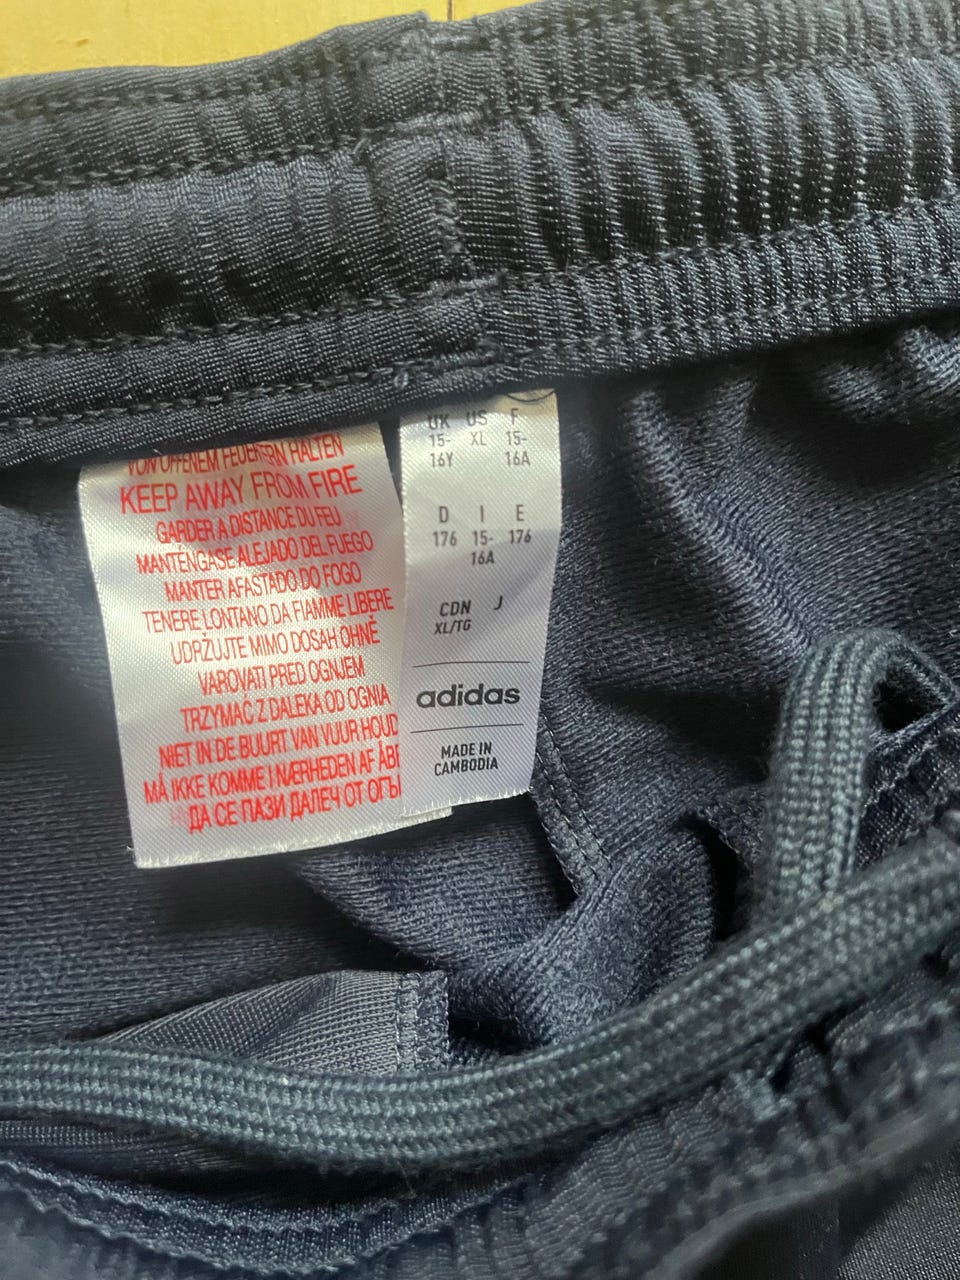 VON OFFENEM FEUER FERN HALTEN
KEEP AWAY FROM FIRE
GARDER A DISTANCE DU FEU
MANTÉNGASE ALEJADO DEL FUEGO
MANTER AFASTADO DO FOGO
TENERE LONTANO DA FIAMME LIBERE
UDRŽUJTE MIMO DOSAH OHNĚ
VAROVATI PRED OGNJEM
TRZYMAĆ Z DALEKA OD OGNIA
NIET IN DE BUURT VAN VUUR HOUD
MÅ IKKE KOMME I NÆRHEDEN AF ÅB
ДА СЕ ПАЗИ ДАЛЕЧ ОТ
UK US F
15- XL 15-
16Y 16A
D I E
176 15- 176
16A
CDN J
XL/TG
adidas
MADE IN
CAMBODIA